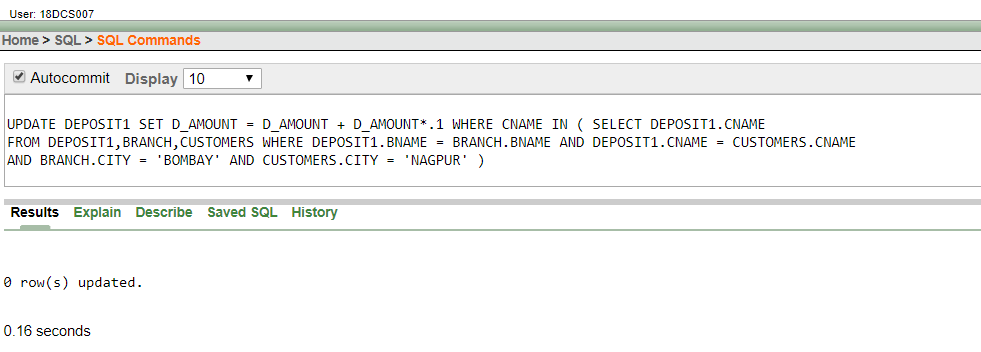 User: 18DCS007
Home > SQL > SQL Commands
Autocommit Display 10
UPDATE DEPOSIT1 SET D_AMOUNT = D_AMOUNT + D_AMOUNT*.1 WHERE CNAME IN ( SELECT DEPOSIT1.CNAME
FROM DEPOSIT1,BRANCH,CUSTOMERS WHERE DEPOSIT1.BNAME = BRANCH.BNAME AND DEPOSIT1.CNAME = CUSTOMERS.CNAME
AND BRANCH.CITY = 'BOMBAY' AND CUSTOMERS.CITY = 'NAGPUR' )
Results Explain Describe Saved SQL History
0 row(s) updated.
0.16 seconds